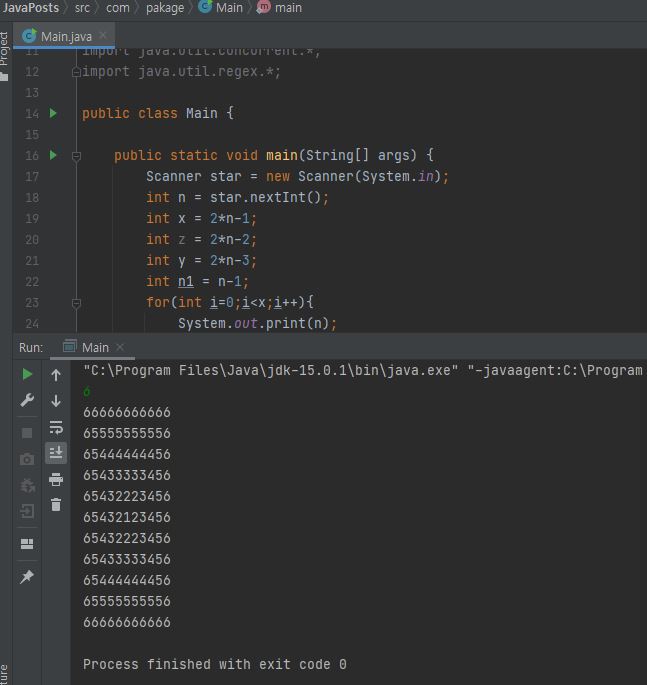 JavaPosts src com pakage Main main
Project
Main.java
11 import java.util.concurrent.*;
12 import java.util.regex.*;
13
14 public class Main {
15
16 public static void main(String[] args) {
17 Scanner star = new Scanner(System.in);
18 int n = star.nextInt();
19 int x = 2*n-1;
20 int z = 2*n-2;
21 int y = 2*n-3;
22 int n1 = n-1;
23 for(int i=0;i<x;i++){
24 System.out.print(n);
Run: Main
"C:\Program Files\Java\jdk-15.0.1\bin\java.exe" "-javaagent:C:\Program
6
66666666666
65555555556
65444444456
65433333456
65432223456
65432123456
65432223456
65433333456
65444444456
65555555556
66666666666
Process finished with exit code 0